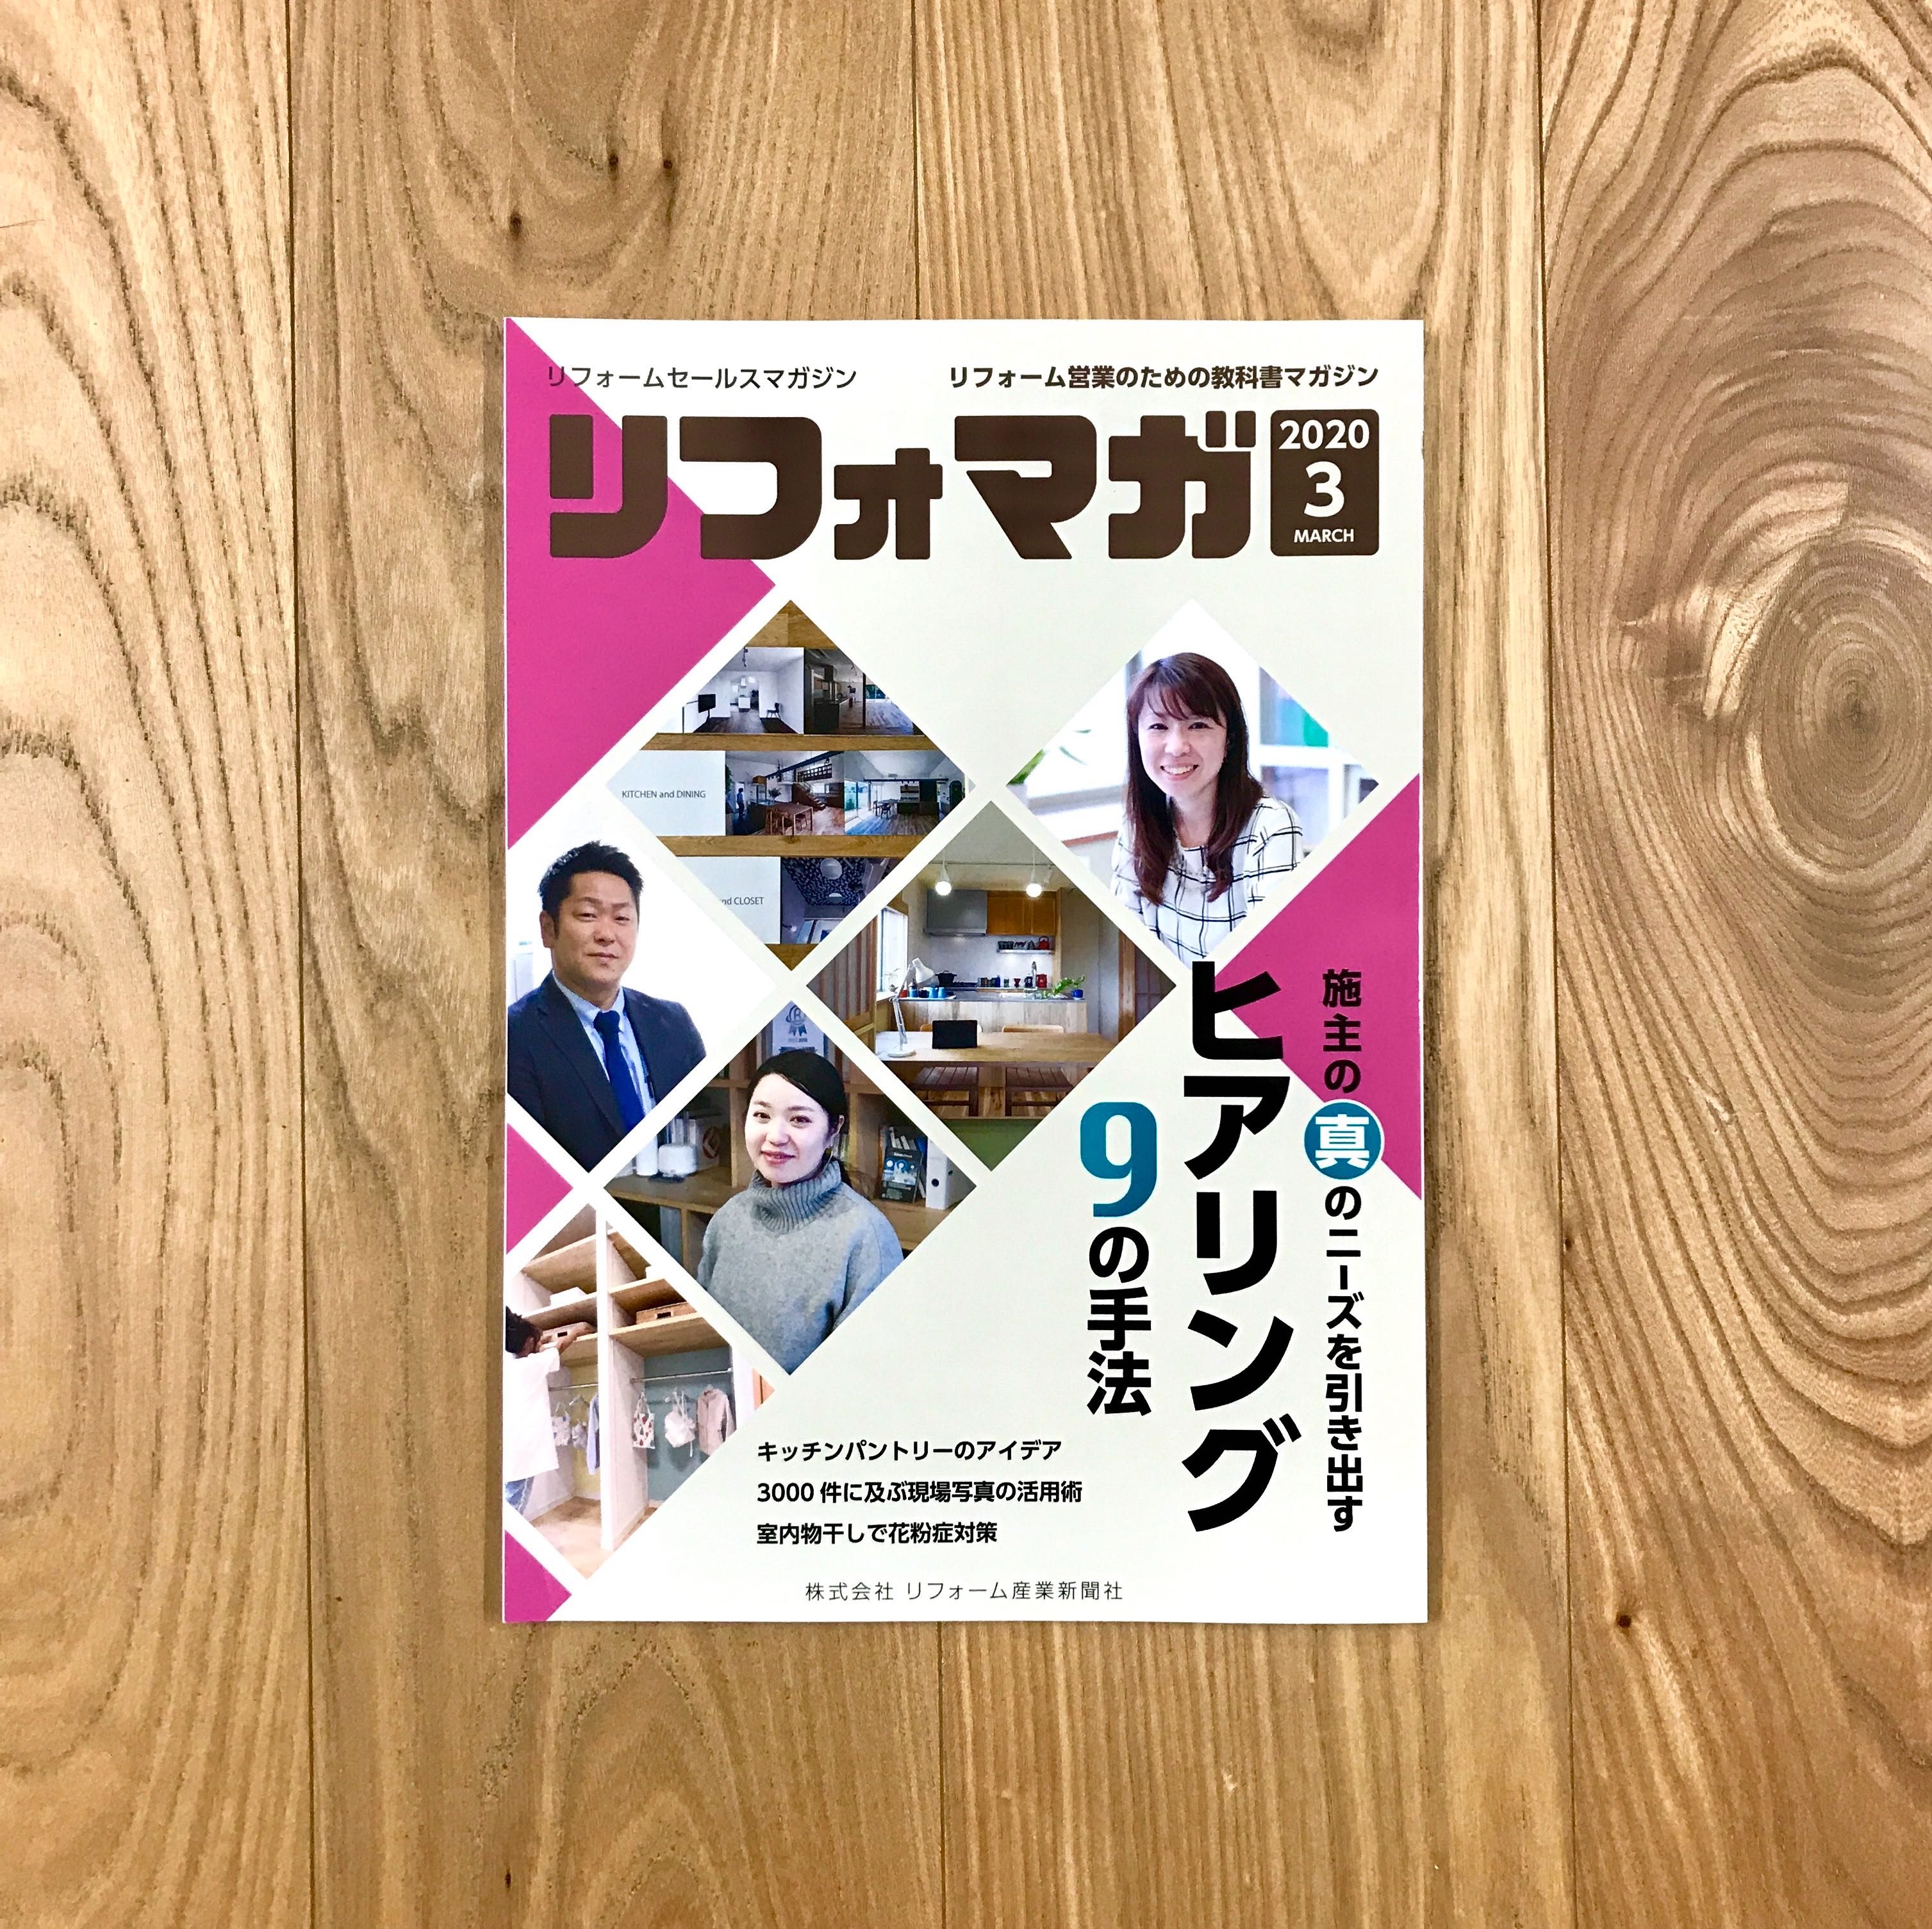 リフォームセールスマガジン
リフォーム営業のための教科書マガジン
リフォマガ
2020
3
MARCH
KITCHEN and DINING
nd CLOSET
施主の真のニーズを引き出す
ヒアリング
9の手法
キッチンパントリーのアイデア
3000件に及ぶ現場写真の活用術
室内物干しで花粉症対策
株式会社 リフォーム産業新聞社